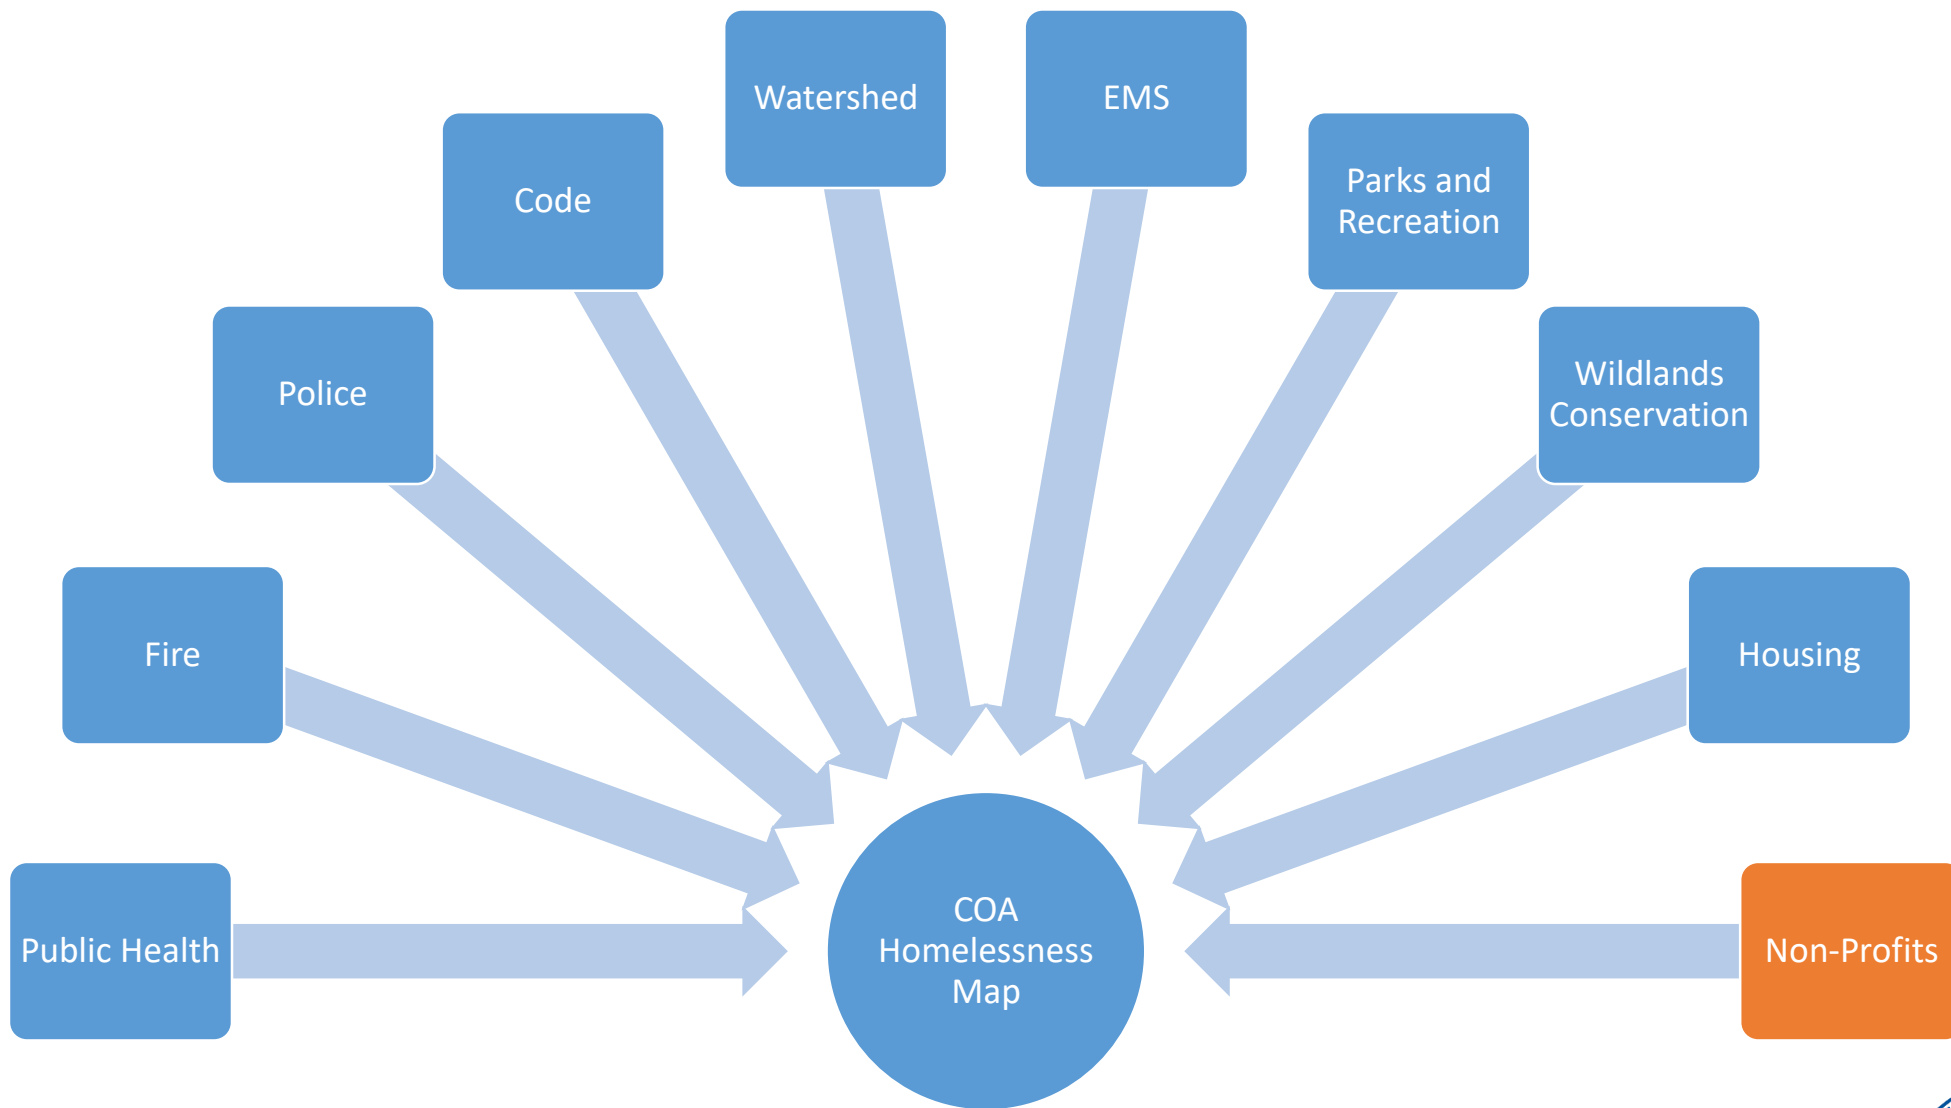 Watershed
EMS
Code
Parks and
Recreation
Police
Wildlands
Conservation
Fire
Housing
Public Health
COA
Homelessness
Map
Non-Profits